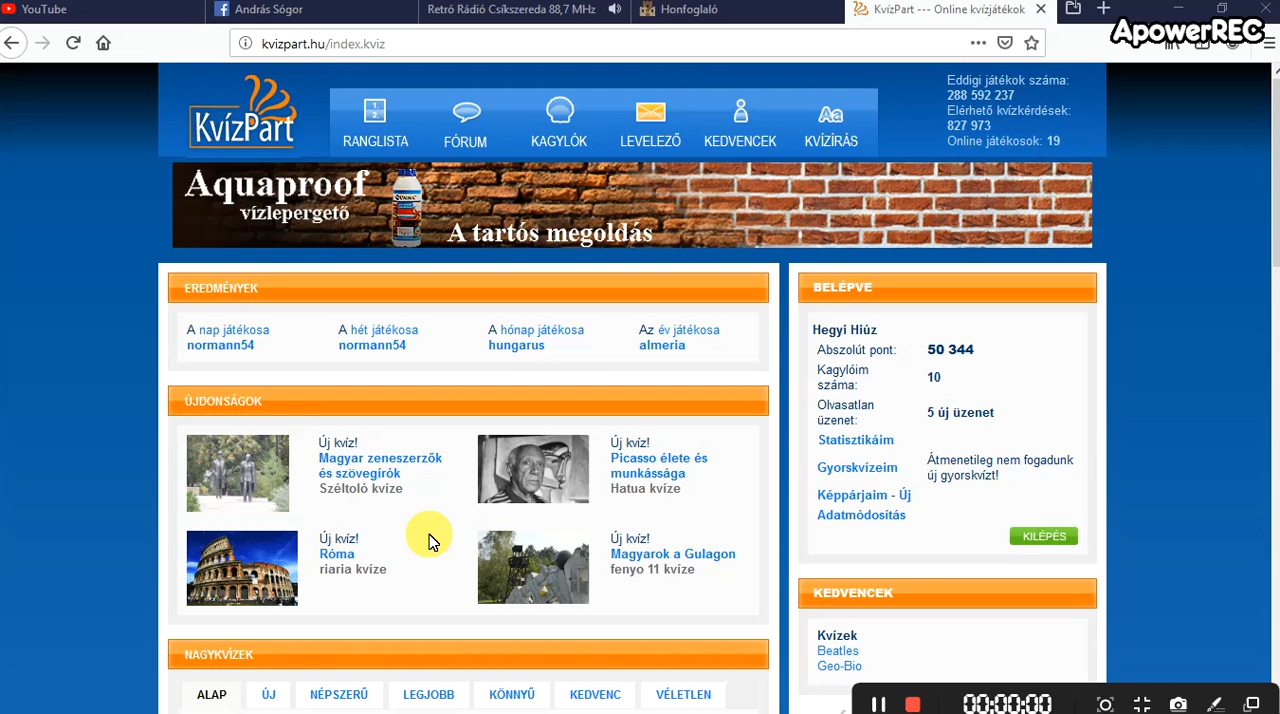 YouTube
András Sógor
Retró Rádió Csíkszereda 88,7 MHz
Honfoglaló
KvízPart --- Online kvízjátékok
ApowerREC
kvizpart.hu/index.kviz
KvízPart
1.
2.
RANGLISTA
FÓRUM
KAGYLÓK
LEVELEZŐ
KEDVENCEK
Aa
KVÍZÍRÁS
Eddigi játékok száma:
288 592 237
Elérhető kvízkérdések:
827 973
Online játékosok: 19
Aquaproof
vízlepergető
A tartós megoldás
EREDMÉNYEK
A nap játékosa
normann54
A hét játékosa
normann54
A hónap játékosa
hungarus
Az év játékosa
almeria
ÚJDONSÁGOK
Új kvíz!
Magyar zeneszerzők
és szövegírók
Széltoló kvíze
Új kvíz!
Picasso élete és
munkássága
Hatua kvíze
Új kvíz!
Róma
riaria kvíze
Új kvíz!
Magyarok a Gulagon
fenyo 11 kvíze
NAGYKVÍZEK
ALAP
ÚJ
NÉPSZERŰ
LEGJOBB
KÖNNYŰ
KEDVENC
VÉLETLEN
BELÉPVE
Hegyi Hiúz
Abszolút pont: 50 344
Kagylóim
száma: 10
Olvasatlan
üzenet: 5 új üzenet
Statisztikáim
Gyorskvízeim
Átmenetileg nem fogadunk
új gyorskvízt!
Képpárjaim - Új
Adatmódosítás
KILÉPÉS
KEDVENCEK
Kvízek
Beatles
Geo-Bio
00:00:00